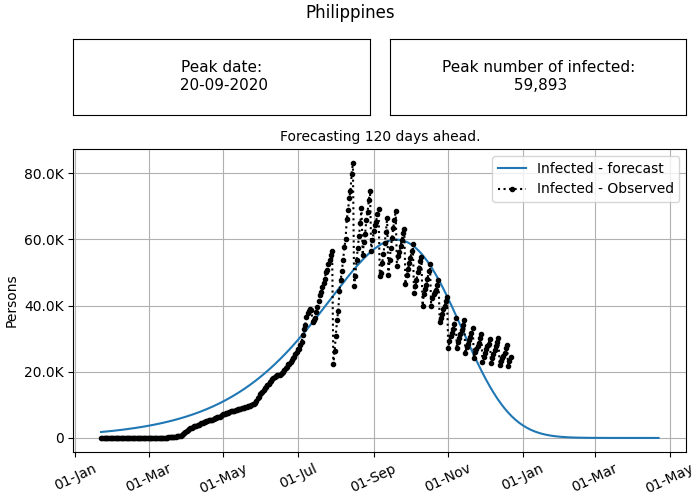 Philippines
Peak date:
20-09-2020
Peak number of infected:
59,893
Forecasting 120 days ahead.
Infected - forecast
Infected - Observed
Persons
80.0K
60.0K
40.0K
20.0K
0
01-Jan
01-Mar
01-May
01-Jul
01-Sep
01-Nov
01-Jan
01-Mar
01-May